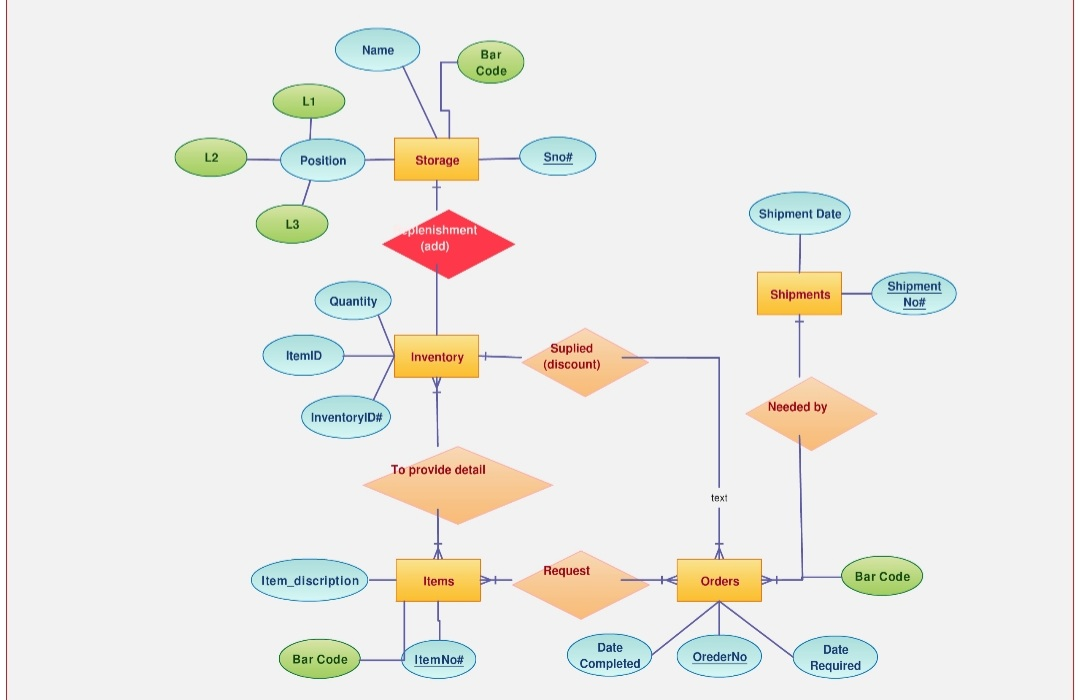 Name
Bar
Code
L1
L2
Position
Storage
Sno#
L3
plenishment
(add)
Shipment Date
Shipments
Shipment
No#
Quantity
ItemID
Inventory
InventoryID#
Suplied
(discount)
Needed by
To provide detail
text
Item_discription
Items
Request
Orders
Bar Code
Bar Code
ItemNo#
Date
Completed
OrederNo
Date
Required